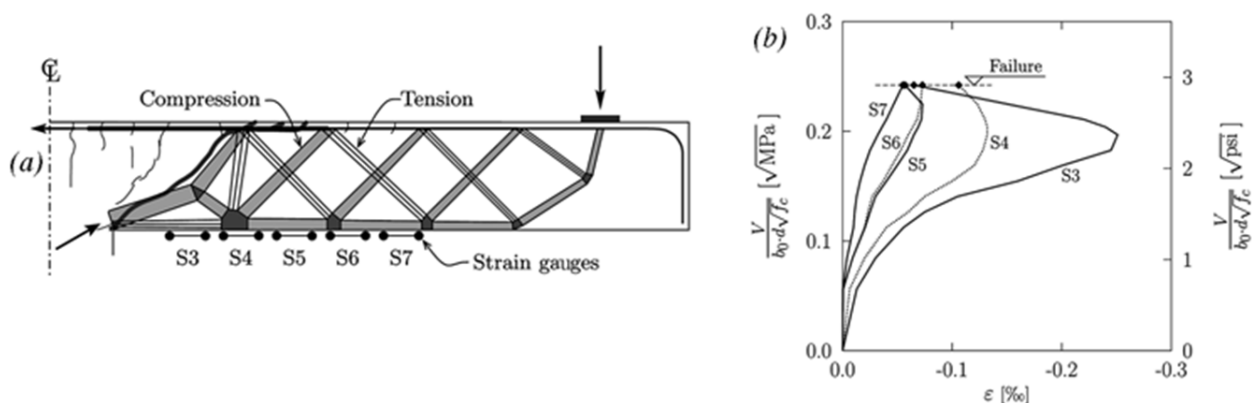 (a)
℄
Compression
Tension
S3 S4 S5 S6 S7
Strain gauges
(b)
0.3
0.2
0.1
0.0
V / b₀·d√fc [√MPa]
Failure
S7
S6
S5
S4
S3
0.0 -0.1 -0.2 -0.3
ε [‰]
3
2
1
0
V / b₀·d√fc [√psi]